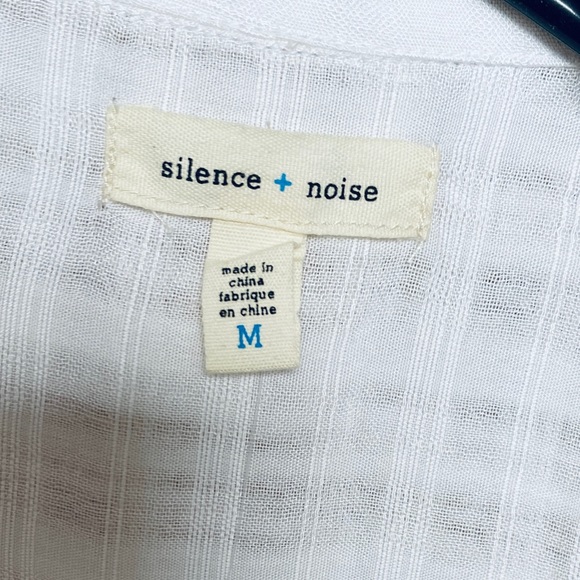 silence + noise
made in
china
fabrique
en chine
M